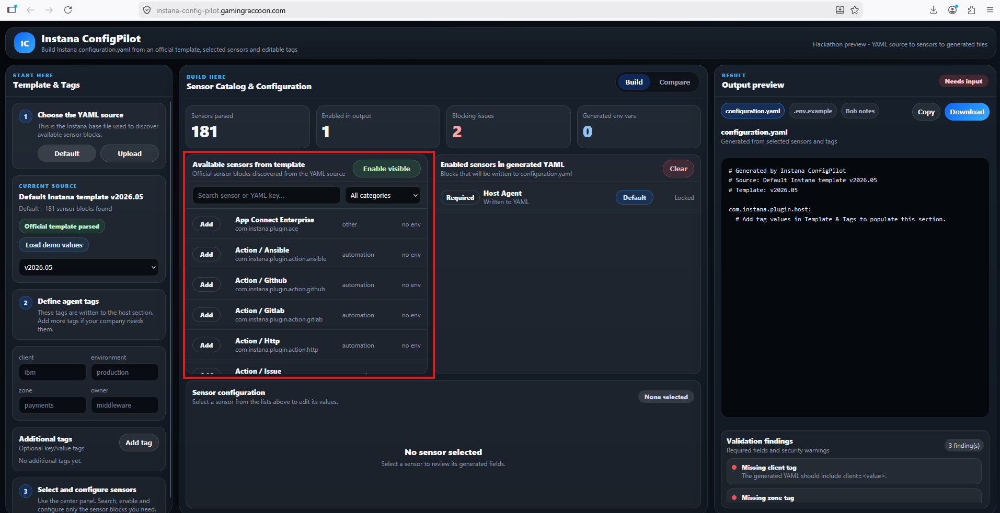 instana-config-pilot.gamingraccoon.com
IC
Instana ConfigPilot
Build Instana configuration.yaml from an official template, selected sensors and editable tags
Hackathon preview - YAML source to sensors to generated files
START HERE
Template & Tags
1
Choose the YAML source
This is the Instana base file used to discover
available sensor blocks.
Default
Upload
CURRENT SOURCE
Default Instana template v2026.05
Default - 181 sensor blocks found
Official template parsed
Load demo values
v2026.05
2
Define agent tags
These tags are written to the host section.
Add more tags if your company needs
them.
client
environment
ibm
production
zone
owner
payments
middleware
Additional tags
Optional key/value tags
Add tag
No additional tags yet.
3
Select and configure sensors
Use the center panel. Search, enable and
configure only the sensor blocks you need.
BUILD HERE
Sensor Catalog & Configuration
Build
Compare
Sensors parsed
181
Enabled in output
1
Blocking issues
2
Generated env vars
0
Available sensors from template
Official sensor blocks discovered from the YAML source
Enable visible
Search sensor or YAML key...
All categories
Add
App Connect Enterprise
com.instana.plugin.ace
other
no env
Add
Action / Ansible
com.instana.plugin.action.ansible
automation
no env
Add
Action / Github
com.instana.plugin.action.github
automation
no env
Add
Action / Gitlab
com.instana.plugin.action.gitlab
automation
no env
Add
Action / Http
com.instana.plugin.action.http
automation
no env
Action / Issue
Enabled sensors in generated YAML
Blocks that will be written to configuration.yaml
Clear
Required
Host Agent
Written to YAML
Default
Locked
Sensor configuration
Select a sensor from the lists above to edit its values.
None selected
No sensor selected
Select a sensor to review its generated fields.
RESULT
Output preview
Needs input
configuration.yaml
.env.example
Bob notes
Copy
Download
configuration.yaml
Generated from selected sensors and tags
# Generated by Instana ConfigPilot
# Source: Default Instana template v2026.05
# Template: v2026.05
com.instana.plugin.host:
# Add tag values in Template & Tags to populate this section.
Validation findings
Required fields and security warnings
3 finding(s)
Missing client tag
The generated YAML should include client=<value>.
Missing zone tag